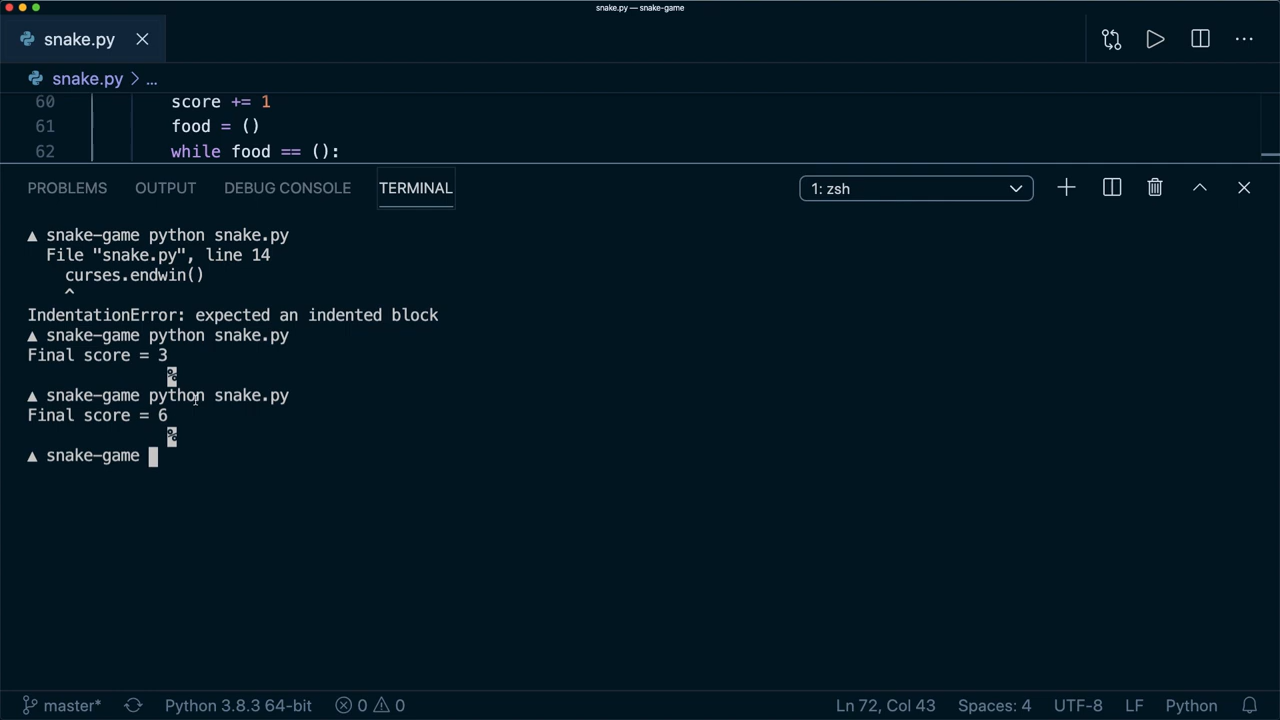 snake.py — snake-game
snake.py
snake.py > ...
60 score += 1
61 food = ()
62 while food == ():
PROBLEMS OUTPUT DEBUG CONSOLE TERMINAL 1: zsh
▲ snake-game python snake.py
File "snake.py", line 14
curses.endwin()
^
IndentationError: expected an indented block
▲ snake-game python snake.py
Final score = 3
%
▲ snake-game python snake.py
Final score = 6
%
▲ snake-game
master* Python 3.8.3 64-bit 0 0 Ln 72, Col 43 Spaces: 4 UTF-8 LF Python